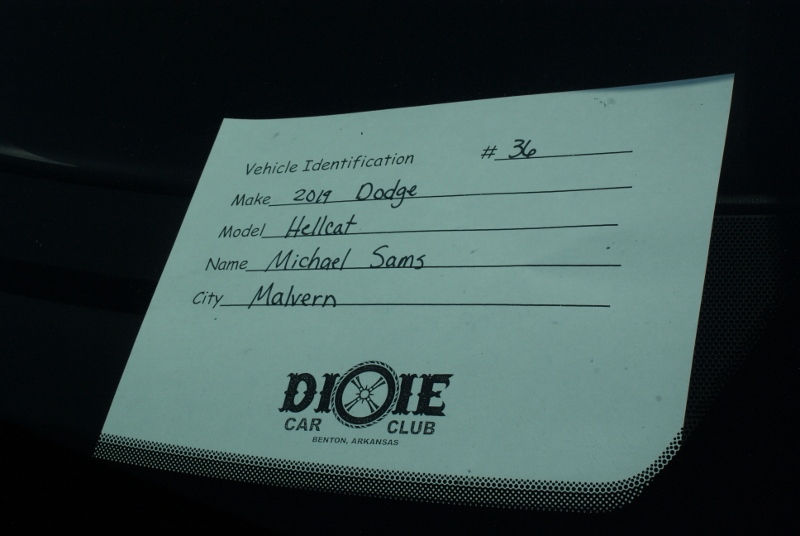 Vehicle Identification # 36
Make 2019 Dodge
Model Hellcat
Name Michael Sams
City Malvern
DIXIE
CAR CLUB
BENTON, ARKANSAS